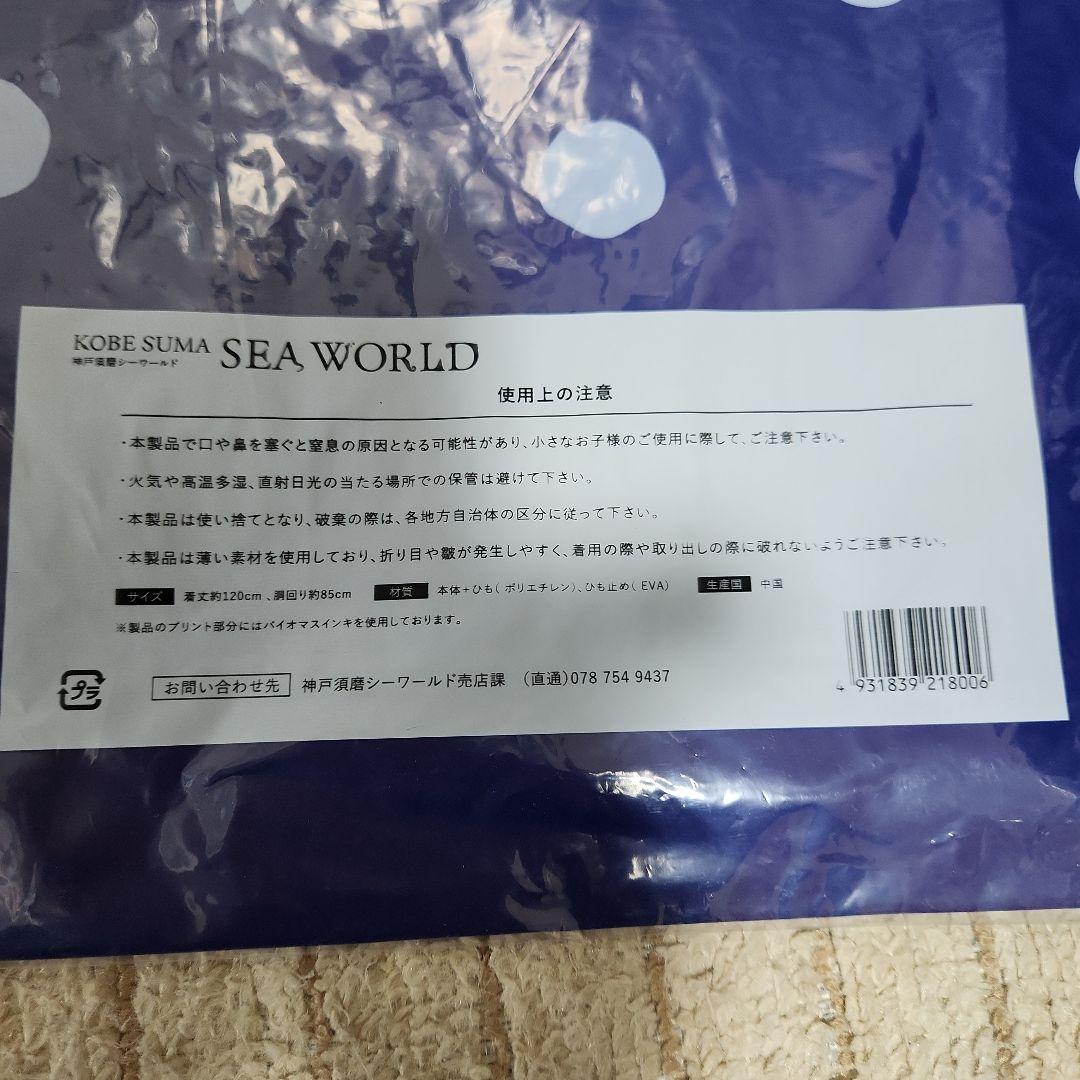 KOBE SUMA SEA WORLD
神戸須磨シーワールド
使用上の注意
・本製品で口や鼻を塞ぐと窒息の原因となる可能性があり、小さなお子様のご使用に際して、ご注意下さい。
・火気や高温多湿、直射日光の当たる場所での保管は避けて下さい。
・本製品は使い捨てとなり、破棄の際は、各地方自治体の区分に従って下さい。
・本製品は薄い素材を使用しており、折り目や皺が発生しやすく、着用の際や取り出しの際に破れないようご注意下さい。
サイズ 着丈約120cm、胴回り約85cm 材質 本体+ひも(ポリエチレン)、ひも止め(EVA) 生産国 中国
※製品のプリント部分にはバイオマスインキを使用しております。
プラ お問い合わせ先 神戸須磨シーワールド売店課 (直通)078 754 9437
4 931839 218006